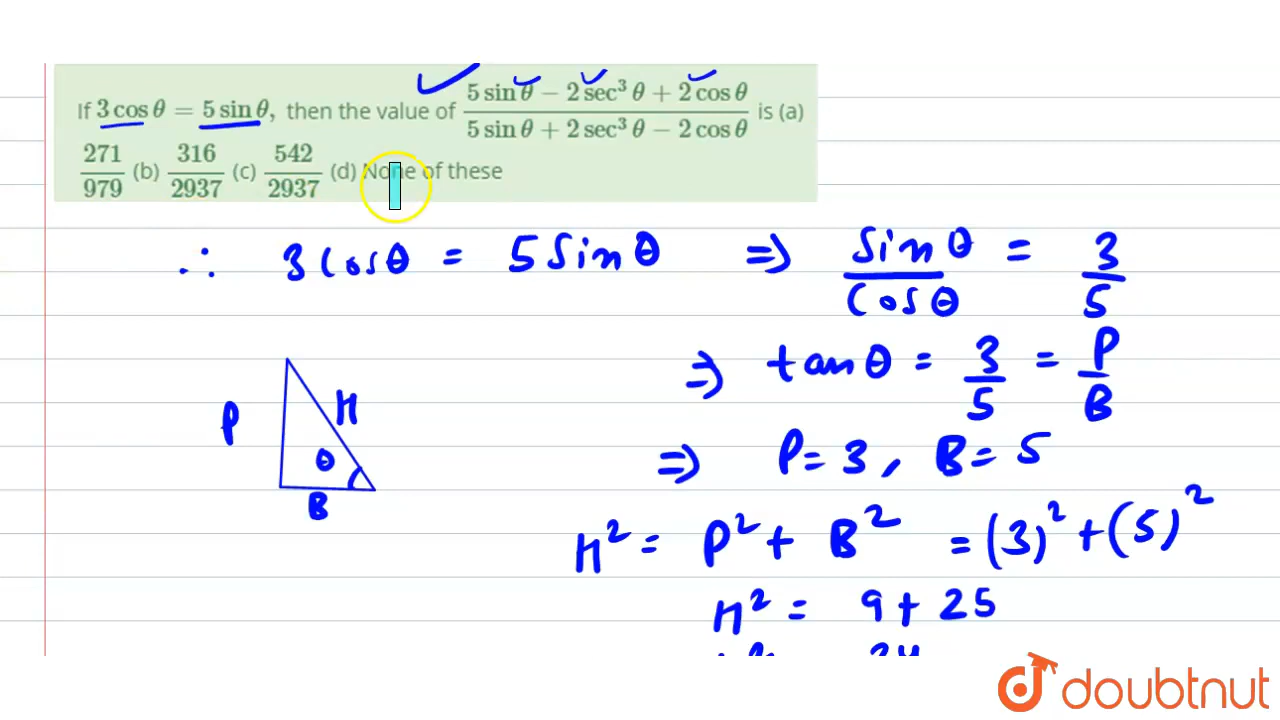 If 3 cos θ = 5 sin θ, then the value of (5 sin θ − 2 sec³ θ + 2 cos θ)/(5 sin θ + 2 sec³ θ − 2 cos θ) is (a)
271/979 (b) 316/2937 (c) 542/2937 (d) None of these
∴ 3 Cosθ = 5 Sin θ ⇒ Sin θ/Cos θ = 3/5
⇒ tan θ = 3/5 = P/B
P H θ B
⇒ P = 3, B = 5
H² = P² + B² = (3)² + (5)²
H² = 9 + 25
doubtnut